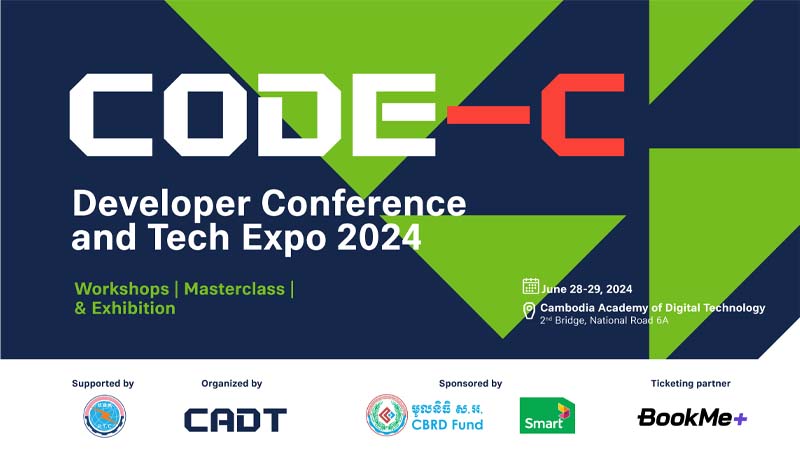 CODE-C
Developer Conference
and Tech Expo 2024
Workshops | Masterclass |
& Exhibition
June 28-29, 2024
Cambodia Academy of Digital Technology
2nd Bridge, National Road 6A
Supported by
Organized by
Sponsored by
Ticketing partner
CADT
មូលនិធិ ស.អ.
CBRD Fund
Smart
BookMe+